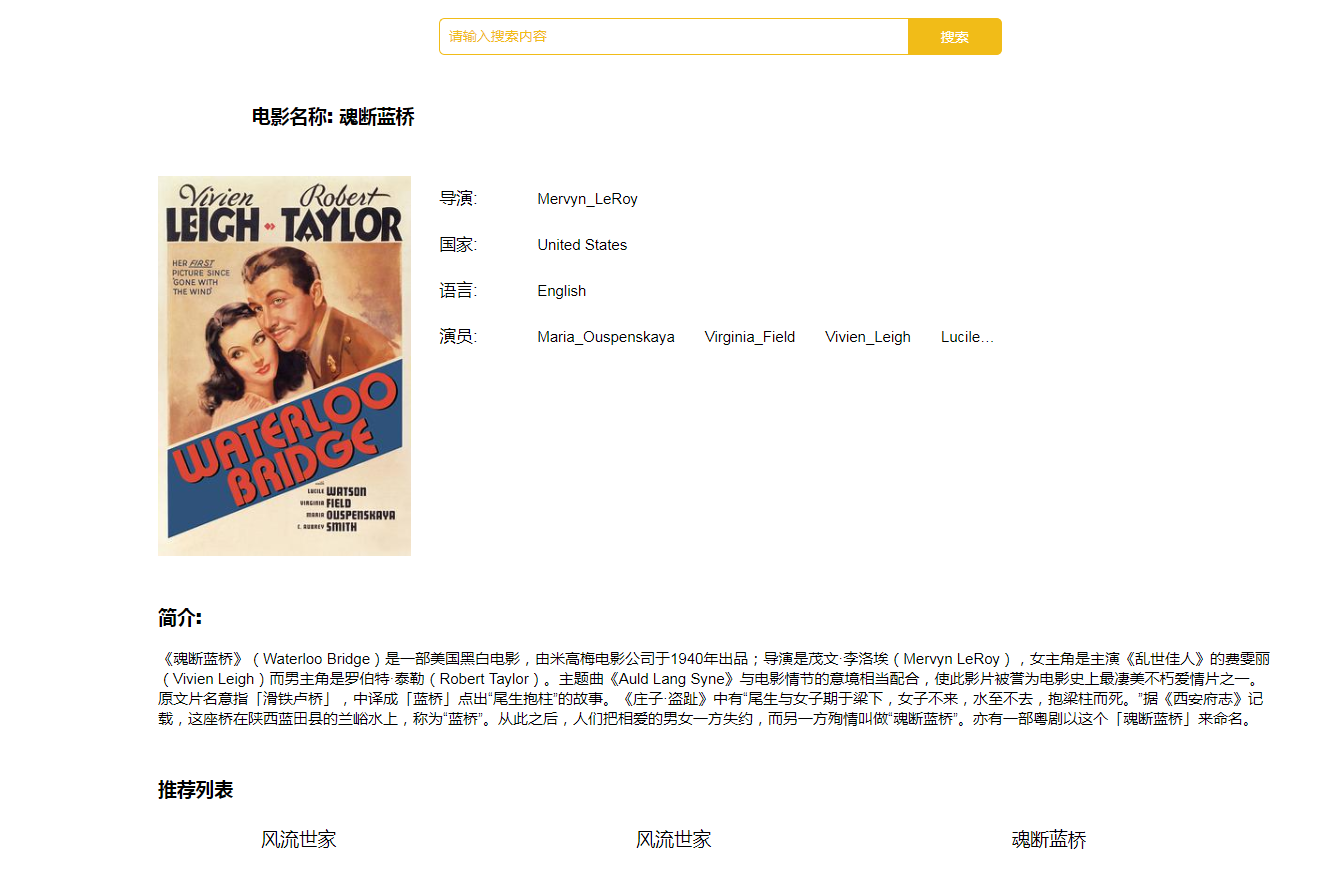 请输入搜索内容 搜索
电影名称: 魂断蓝桥
Vivien Robert
LEIGH TAYLOR
HER FIRST
PICTURE SINCE
'GONE WITH
THE WIND'
WATERLOO
BRIDGE
with
LUCILE WATSON
VIRGINIA FIELD
MARIA OUSPENSKAYA
C. AUBREY SMITH
导演: Mervyn_LeRoy
国家: United States
语言: English
演员: Maria_Ouspenskaya Virginia_Field Vivien_Leigh Lucile...
简介:
《魂断蓝桥》（Waterloo Bridge）是一部美国黑白电影，由米高梅电影公司于1940年出品；导演是茂文·李洛埃（Mervyn LeRoy），女主角是主演《乱世佳人》的费雯丽
（Vivien Leigh）而男主角是罗伯特·泰勒（Robert Taylor）。主题曲《Auld Lang Syne》与电影情节的意境相当配合，使此影片被誉为电影史上最凄美不朽爱情片之一。
原文片名意指「滑铁卢桥」，中译成「蓝桥」点出“尾生抱柱”的故事。《庄子·盗趾》中有“尾生与女子期于梁下，女子不来，水至不去，抱梁柱而死。”据《西安府志》记
载，这座桥在陕西蓝田县的兰峪水上，称为“蓝桥”。从此之后，人们把相爱的男女一方失约，而另一方殉情叫做“魂断蓝桥”。亦有一部粤剧以这个「魂断蓝桥」来命名。
推荐列表
风流世家 风流世家 魂断蓝桥